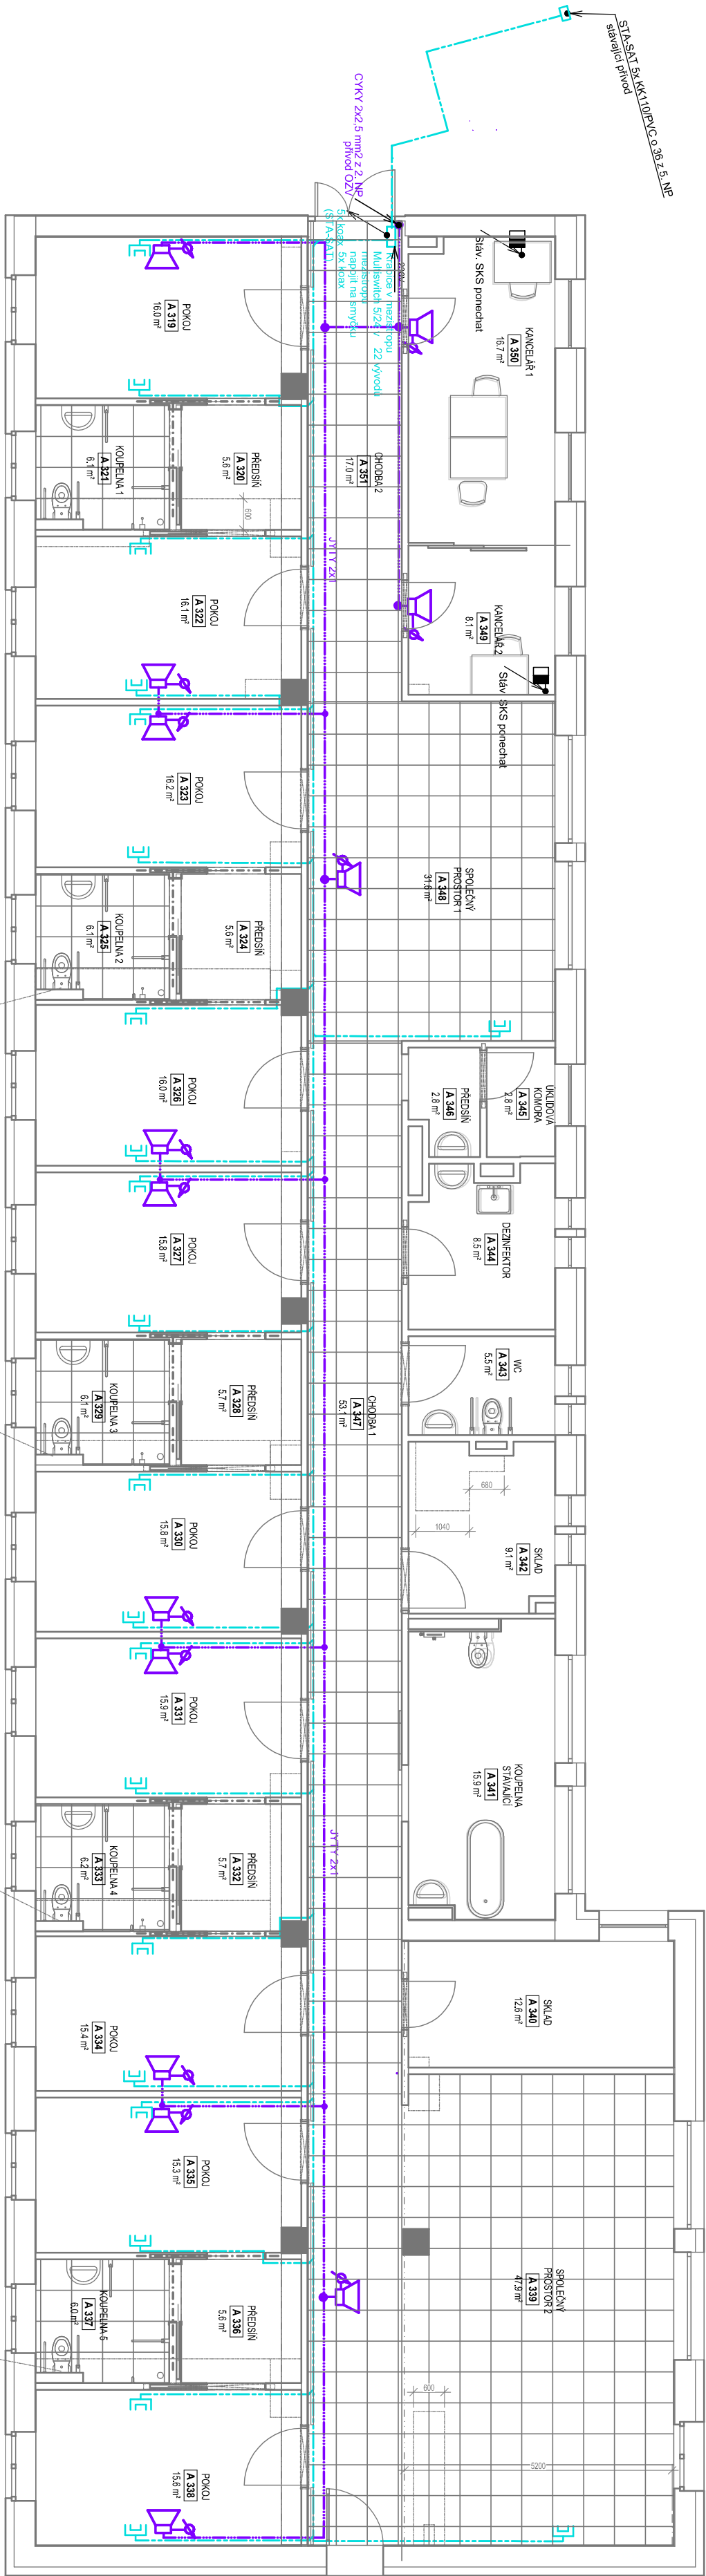 STA-SAT 5x KK110/PVC o 36 z 5. NP
stávající přívod
CYKY 2x2,5 mm2 z 2. NP
přívod OZV
5x koax 5x koax
(STA-SAT)
Krabice v mezistropu
Multiswitch 5/24 v 22 vývodu
mezistropu
napojit na smyčku
Stáv. SKS ponechat
KANCELÁŘ 1
A 350
16.7 m²
KANCELÁŘ 2
A 349
8.1 m²
Stáv. SKS ponechat
CHODBA 2
A 351
17.0 m²
JYTY 2x1
POKOJ
A 319
16.0 m²
PŘEDSÍŇ
A 320
5.6 m²
600
KOUPELNA 1
A 321
6.1 m²
POKOJ
A 322
16.1 m²
POKOJ
A 323
16.2 m²
SPOLEČNÝ
PROSTOR 1
A 348
31.6 m²
PŘEDSÍŇ
A 324
5.6 m²
KOUPELNA 2
A 325
6.1 m²
POKOJ
A 326
16.0 m²
ÚKLIDOVÁ
KOMORA
A 345
2.8 m²
PŘEDSÍŇ
A 346
2.8 m²
DEZINFEKTOR
A 344
8.5 m²
POKOJ
A 327
15.8 m²
WC
A 343
5.5 m²
CHODBA 1
A 347
53.1 m²
PŘEDSÍŇ
A 328
5.7 m²
KOUPELNA 3
A 329
6.1 m²
680
1040
SKLAD
A 342
9.1 m²
POKOJ
A 330
15.8 m²
POKOJ
A 331
15.9 m²
KOUPELNA
STÁVAJÍCÍ
A 341
15.9 m²
JYTY 2x1
PŘEDSÍŇ
A 332
5.7 m²
KOUPELNA 4
A 333
6.2 m²
SKLAD
A 340
12.6 m²
POKOJ
A 334
15.4 m²
POKOJ
A 335
15.3 m²
SPOLEČNÝ
PROSTOR 2
A 339
47.9 m²
PŘEDSÍŇ
A 336
5.6 m²
KOUPELNA 5
A 337
6.0 m²
600
5200
POKOJ
A 338
15.6 m²